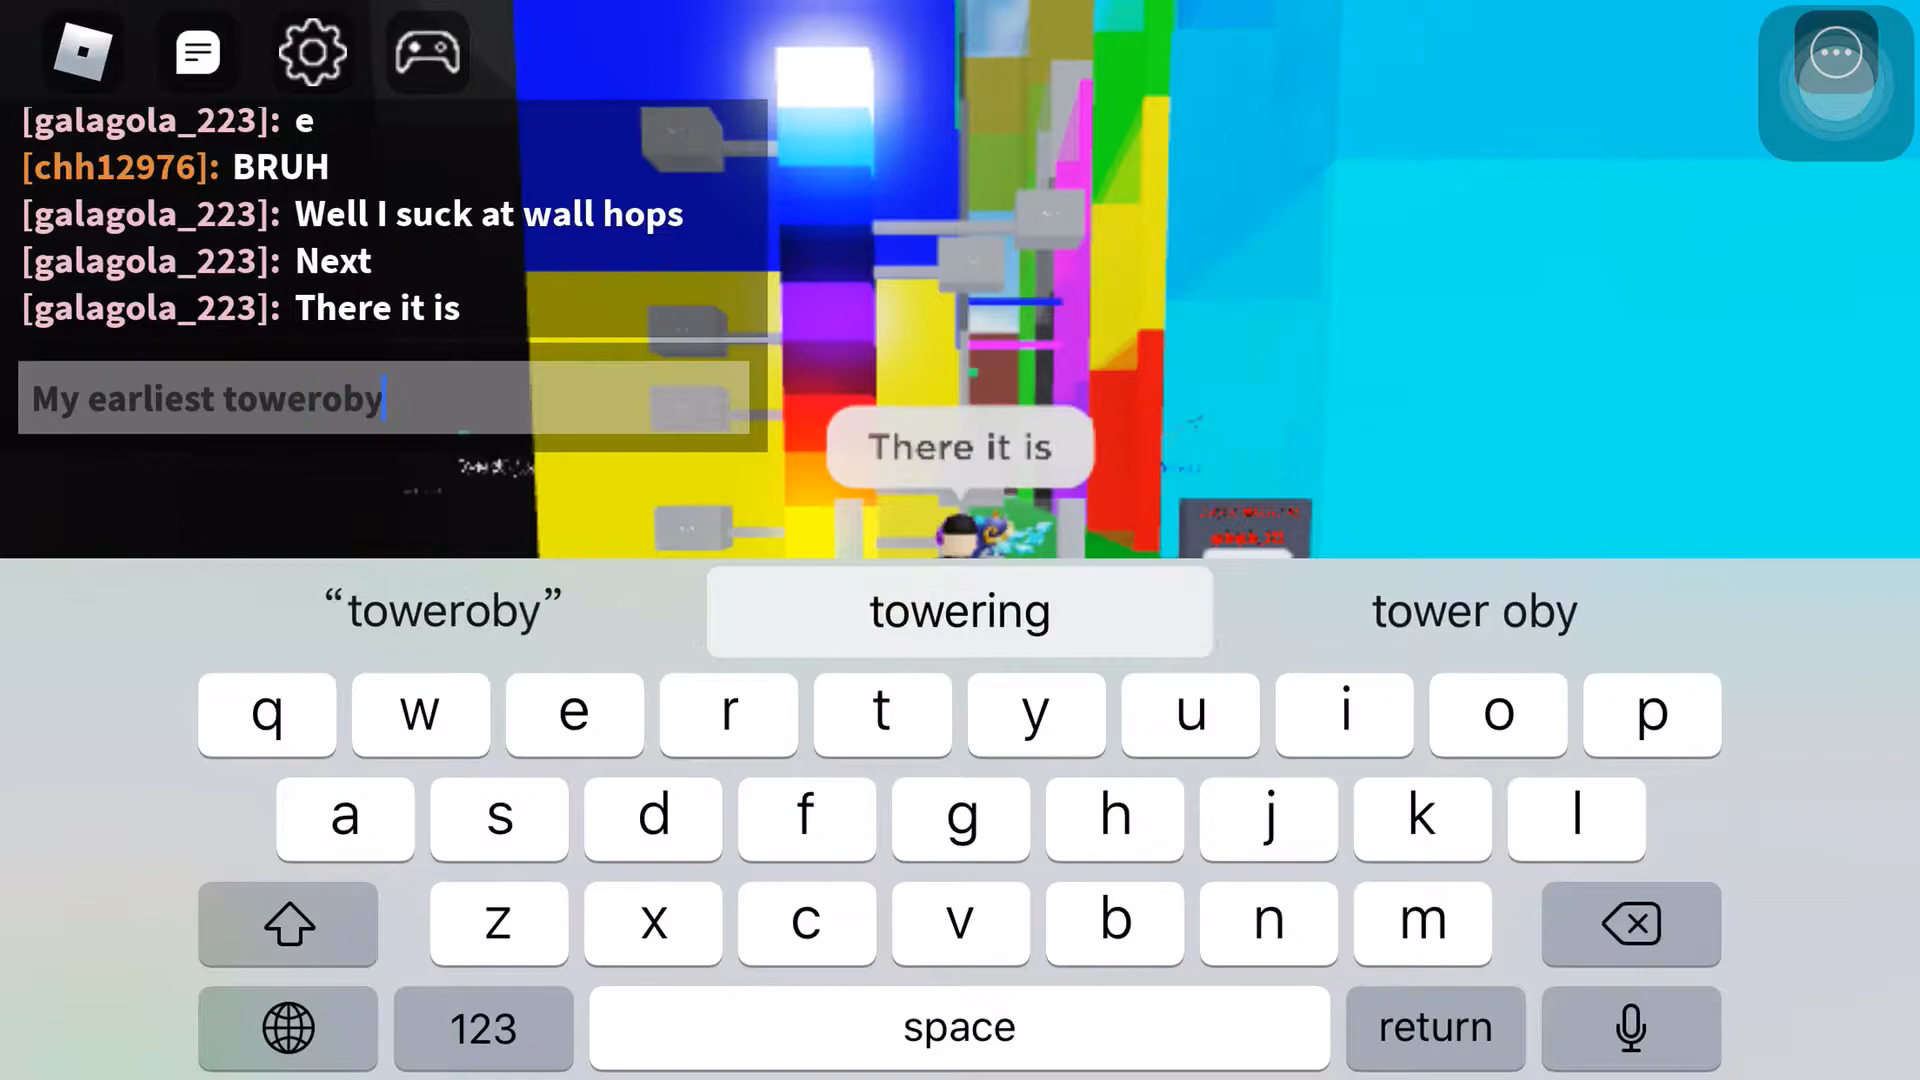 [galagola_223]: e
[chh12976]: BRUH
[galagola_223]: Well I suck at wall hops
[galagola_223]: Next
[galagola_223]: There it is
My earliest toweroby
There it is
“toweroby” towering tower oby
q w e r t y u i o p
a s d f g h j k l
z x c v b n m
123 space return